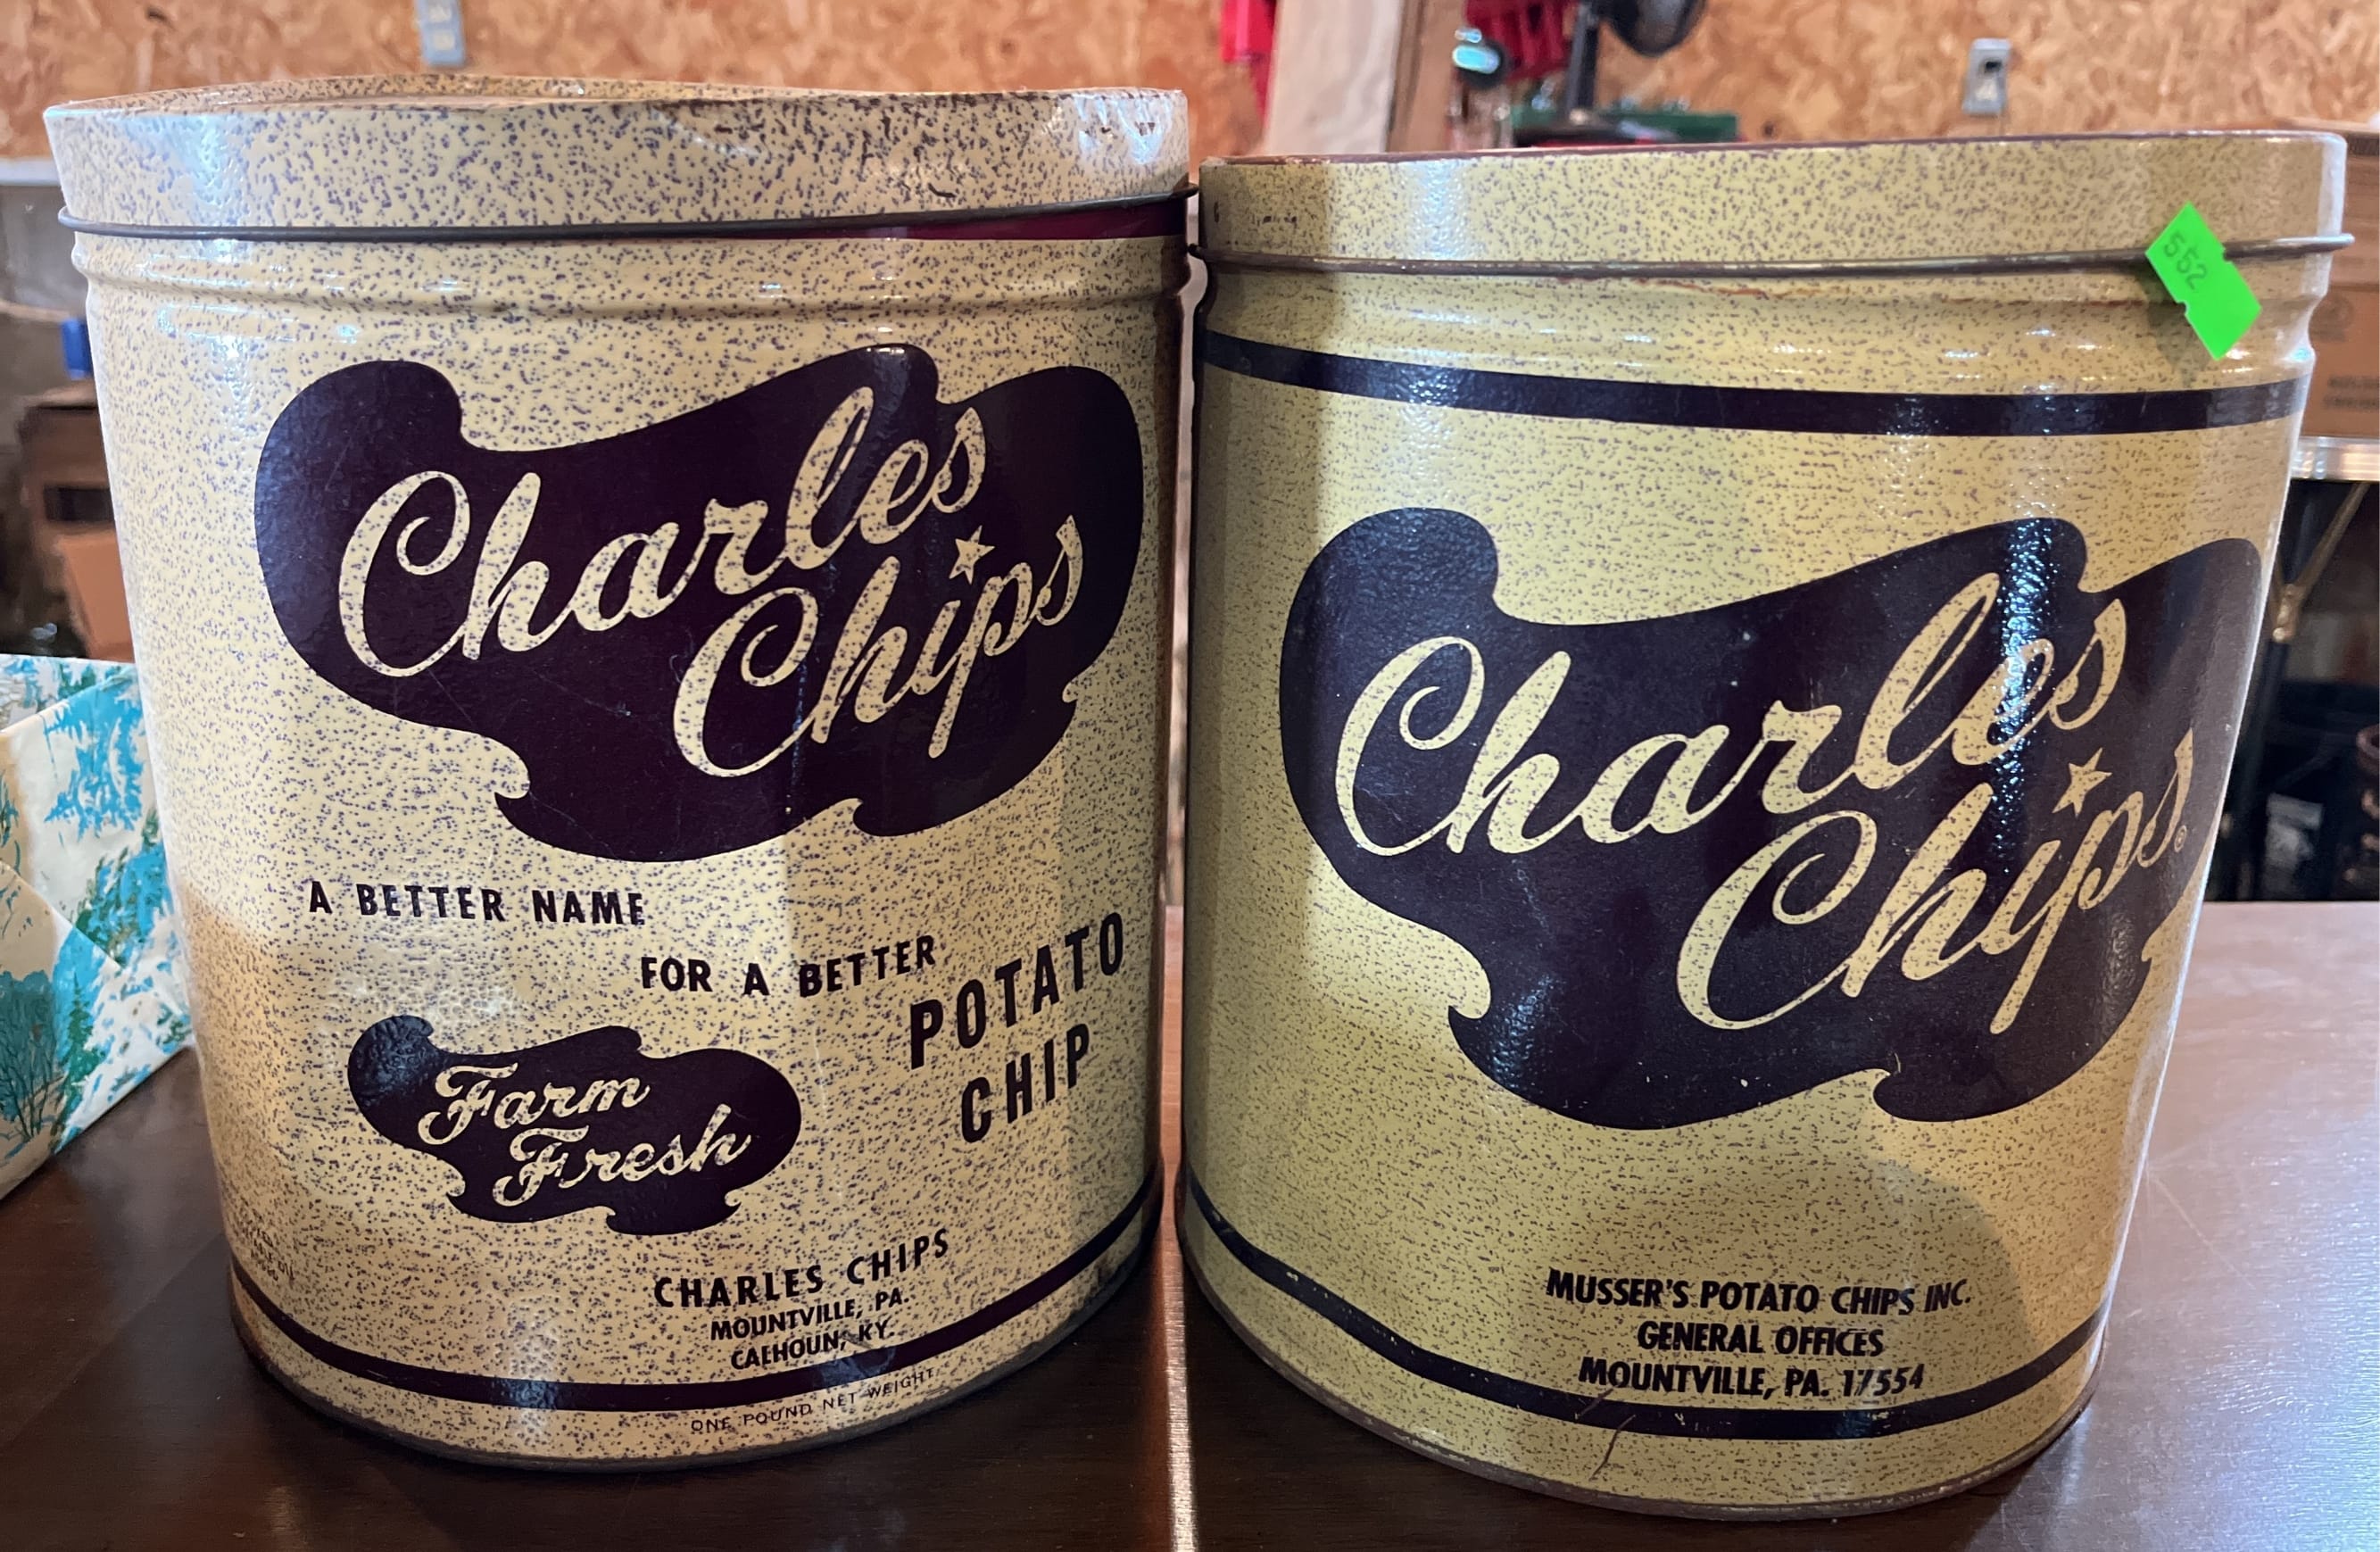 Charles
Chips
A BETTER NAME
FOR A BETTER
POTATO
CHIP
Farm
Fresh
CHARLES CHIPS
MOUNTVILLE, PA.
CALHOUN, KY.
ONE POUND NET WEIGHT
552
Charles
Chips®
MUSSER'S POTATO CHIPS INC.
GENERAL OFFICES
MOUNTVILLE, PA. 17554